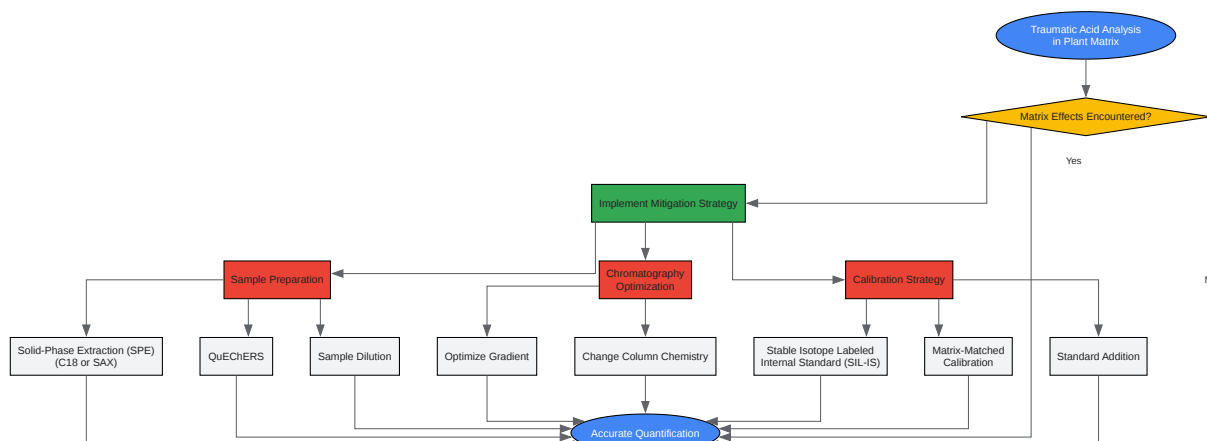 Traumatic Acid Analysis
in Plant Matrix
Matrix Effects Encountered?
Yes
Implement Mitigation Strategy
Sample Preparation
Chromatography
Optimization
Calibration Strategy
Solid-Phase Extraction (SPE)
(C18 or SAX)
QuEChERS
Sample Dilution
Optimize Gradient
Change Column Chemistry
Stable Isotope Labeled
Internal Standard (SIL-IS)
Matrix-Matched
Calibration
Standard Addition
Accurate Quantification